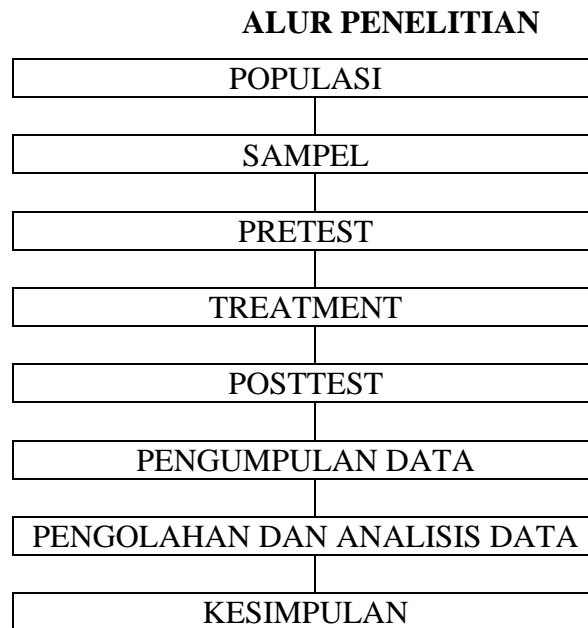 ALUR PENELITIAN
POPULASI
SAMPEL
PRETEST
TREATMENT
POSTTEST
PENGUMPULAN DATA
PENGOLAHAN DAN ANALISIS DATA
KESIMPULAN